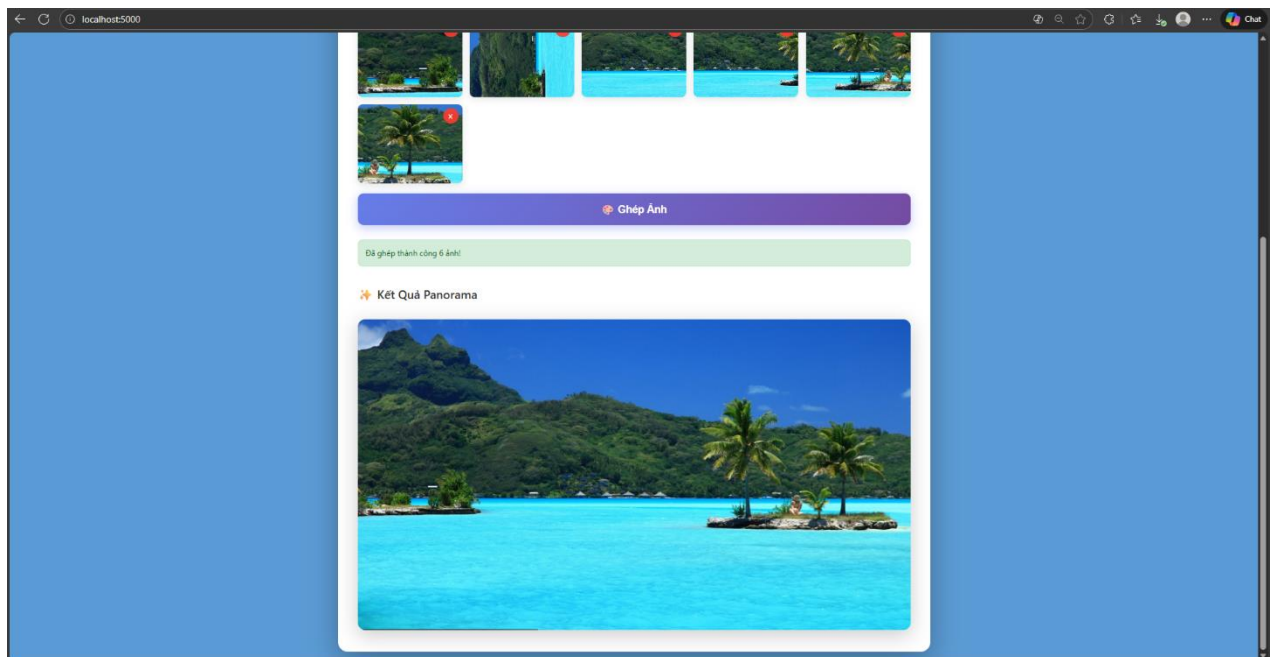 localhost:5000
Chat
x
Ghép Ảnh
Đã ghép thành công 6 ảnh!
Kết Quả Panorama